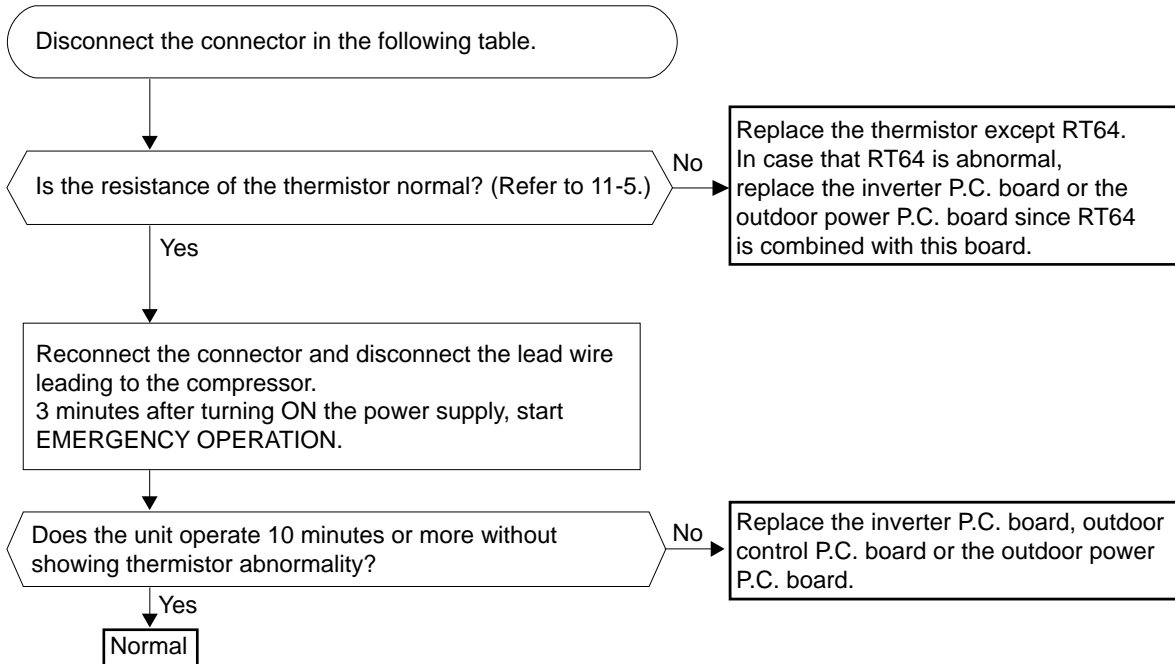 Disconnect the connector in the following table.
Is the resistance of the thermistor normal? (Refer to 11-5.)
No
Replace the thermistor except RT64.
In case that RT64 is abnormal,
replace the inverter P.C. board or the
outdoor power P.C. board since RT64
is combined with this board.
Yes
Reconnect the connector and disconnect the lead wire
leading to the compressor.
3 minutes after turning ON the power supply, start
EMERGENCY OPERATION.
Does the unit operate 10 minutes or more without
showing thermistor abnormality?
No
Replace the inverter P.C. board, outdoor
control P.C. board or the outdoor power
P.C. board.
Yes
Normal